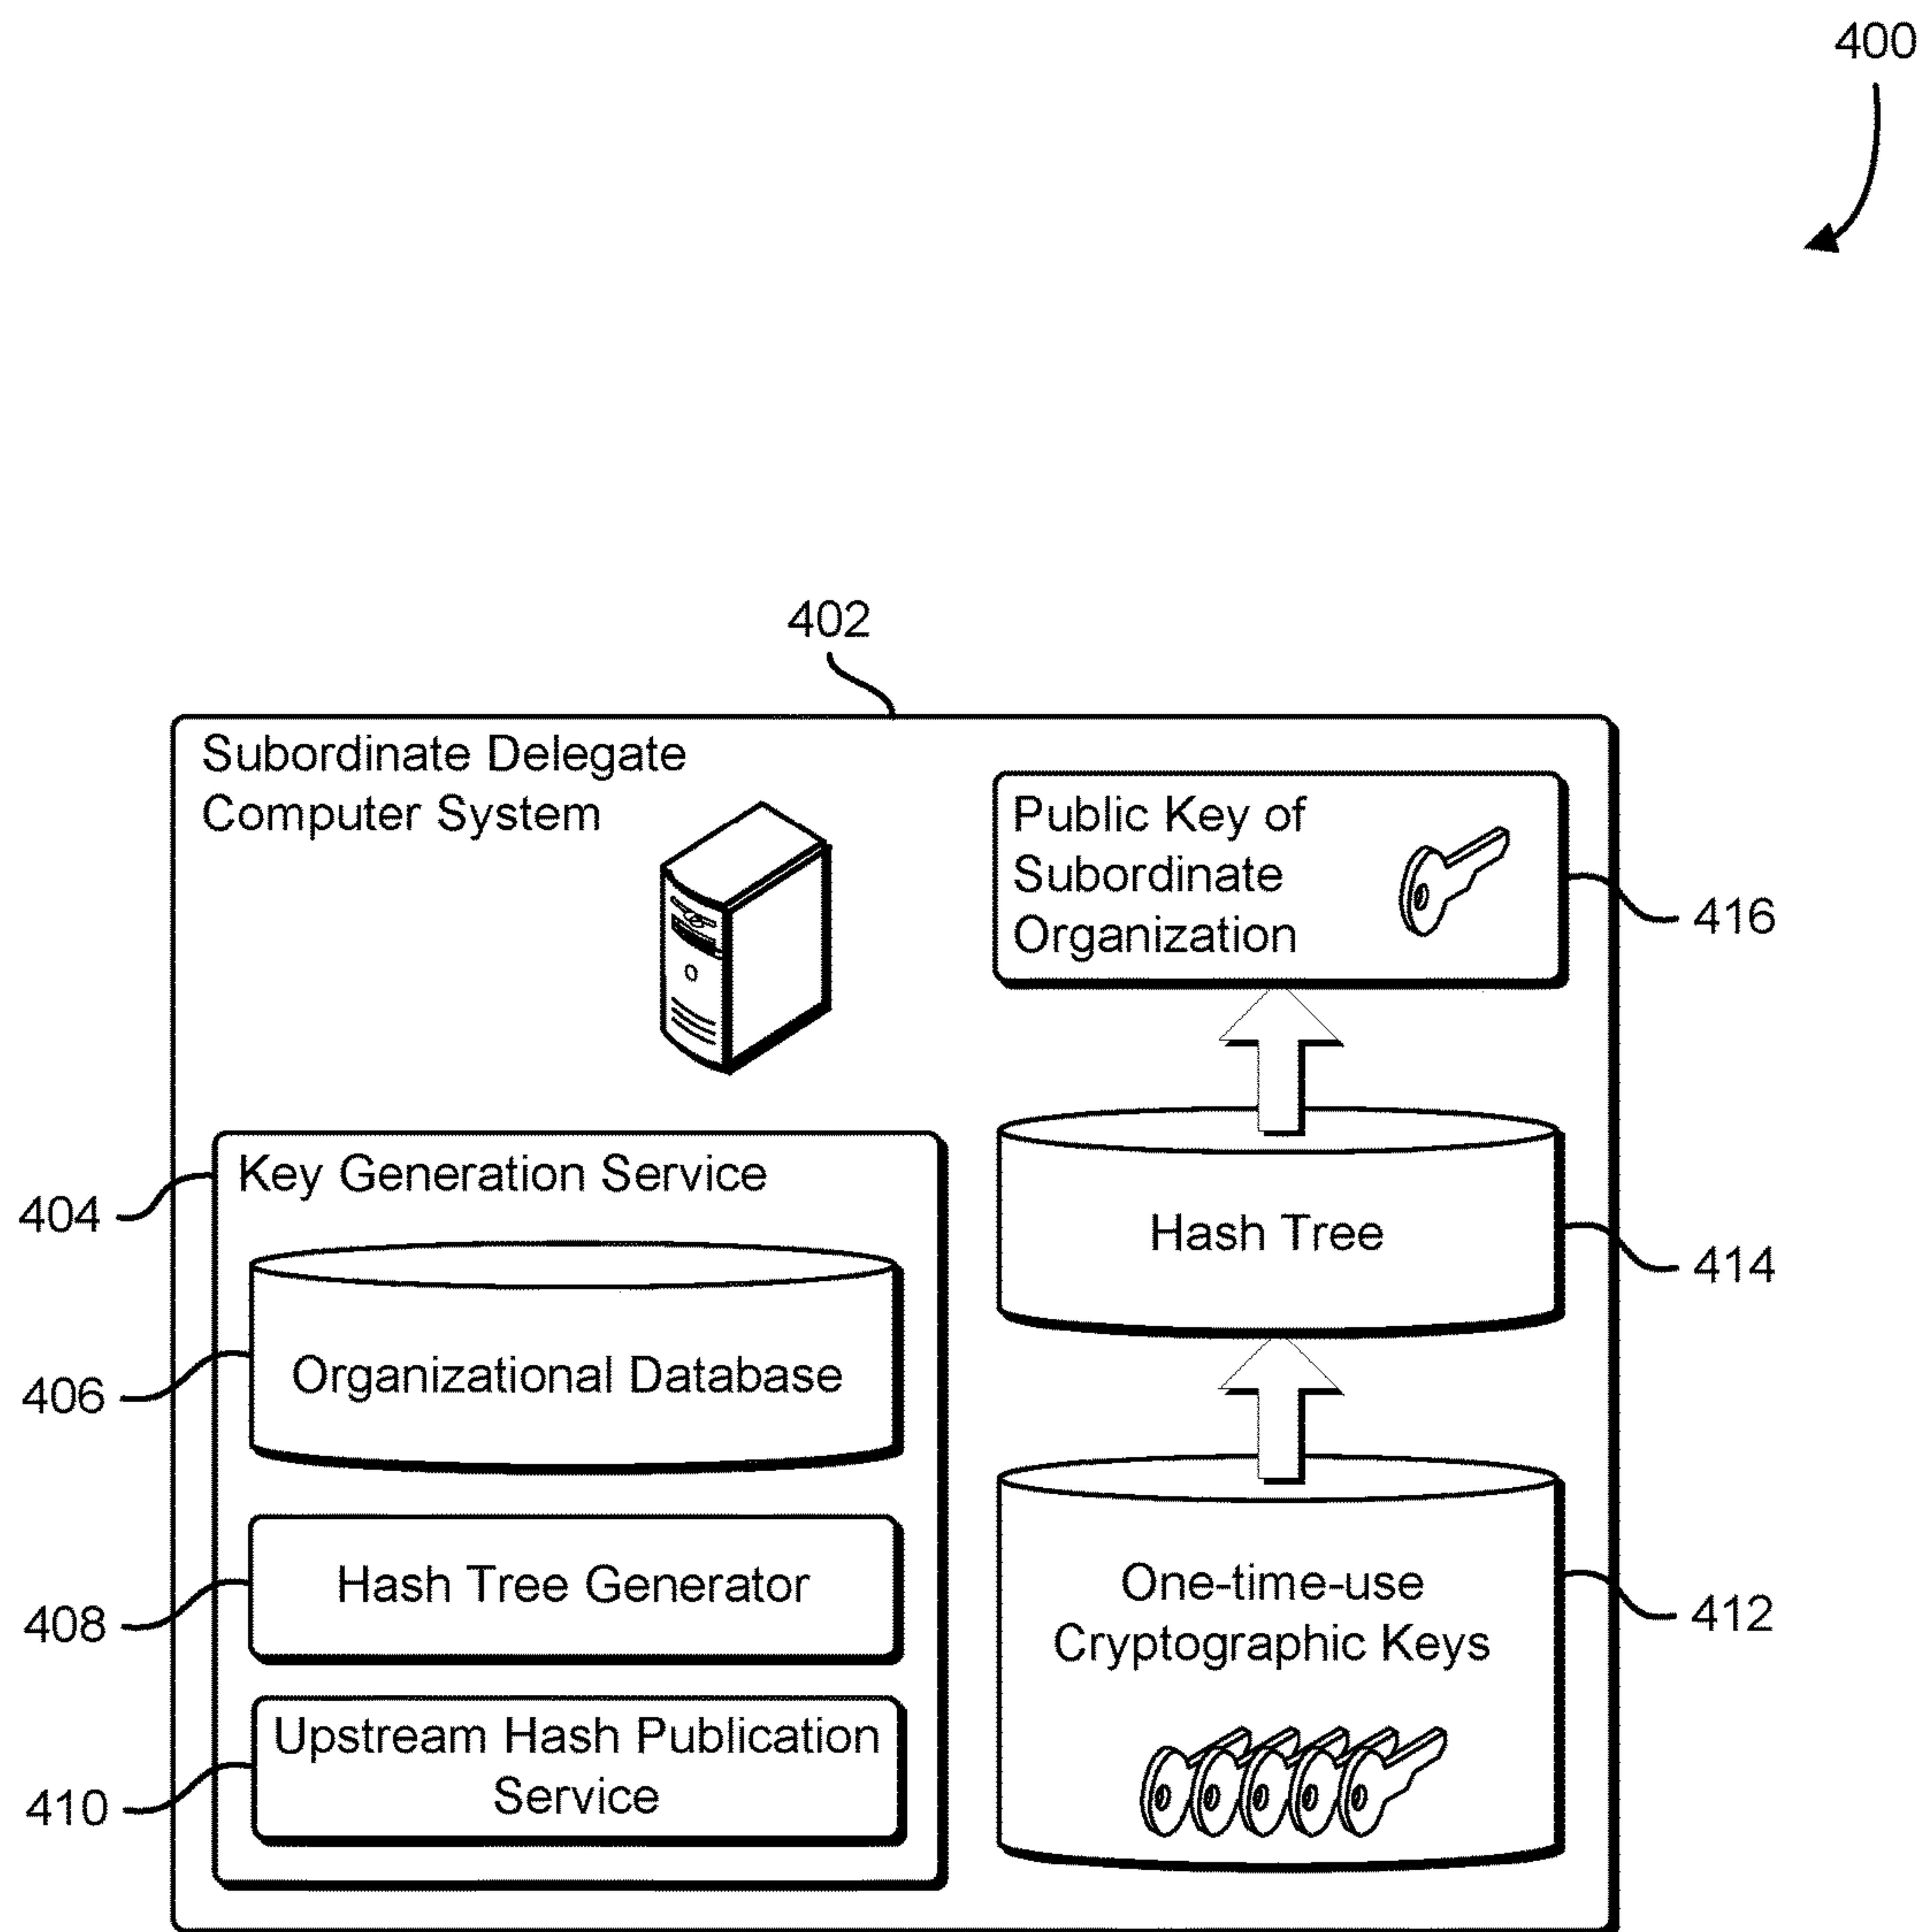 400
402
Subordinate Delegate
Computer System
Public Key of
Subordinate
Organization
416
Key Generation Service
404
Hash Tree
414
Organizational Database
406
Hash Tree Generator
408
One-time-use
Cryptographic Keys
412
Upstream Hash Publication
Service
410